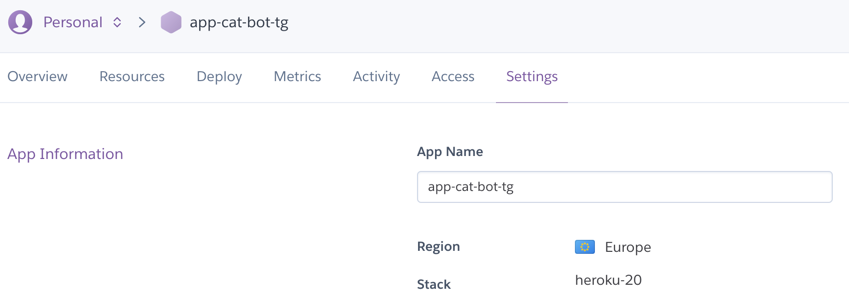 Personal > app-cat-bot-tg
Overview Resources Deploy Metrics Activity Access Settings
App Information
App Name
app-cat-bot-tg
Region Europe
Stack heroku-20